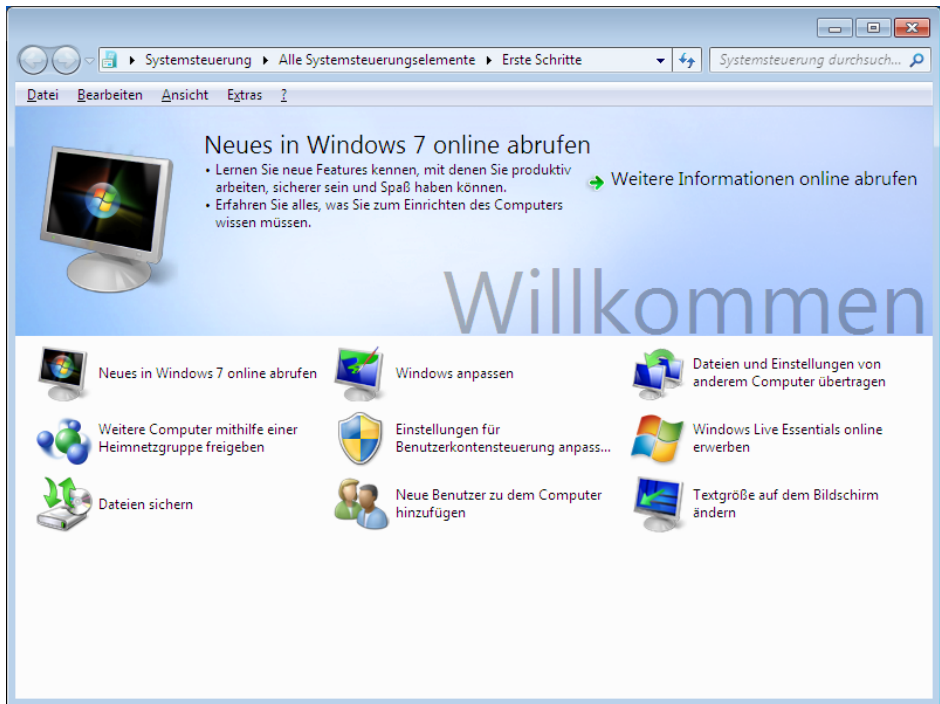 Systemsteuerung Alle Systemsteuerungselemente Erste Schritte
Systemsteuerung durchsuch...
Datei Bearbeiten Ansicht Extras ?
Neues in Windows 7 online abrufen
• Lernen Sie neue Features kennen, mit denen Sie produktiv
arbeiten, sicherer sein und Spaß haben können.
• Erfahren Sie alles, was Sie zum Einrichten des Computers
wissen müssen.
Weitere Informationen online abrufen
Willkommen
Neues in Windows 7 online abrufen
Windows anpassen
Dateien und Einstellungen von
anderem Computer übertragen
Weitere Computer mithilfe einer
Heimnetzgruppe freigeben
Einstellungen für
Benutzerkontensteuerung anpass...
Windows Live Essentials online
erwerben
Dateien sichern
Neue Benutzer zu dem Computer
hinzufügen
Textgröße auf dem Bildschirm
ändern